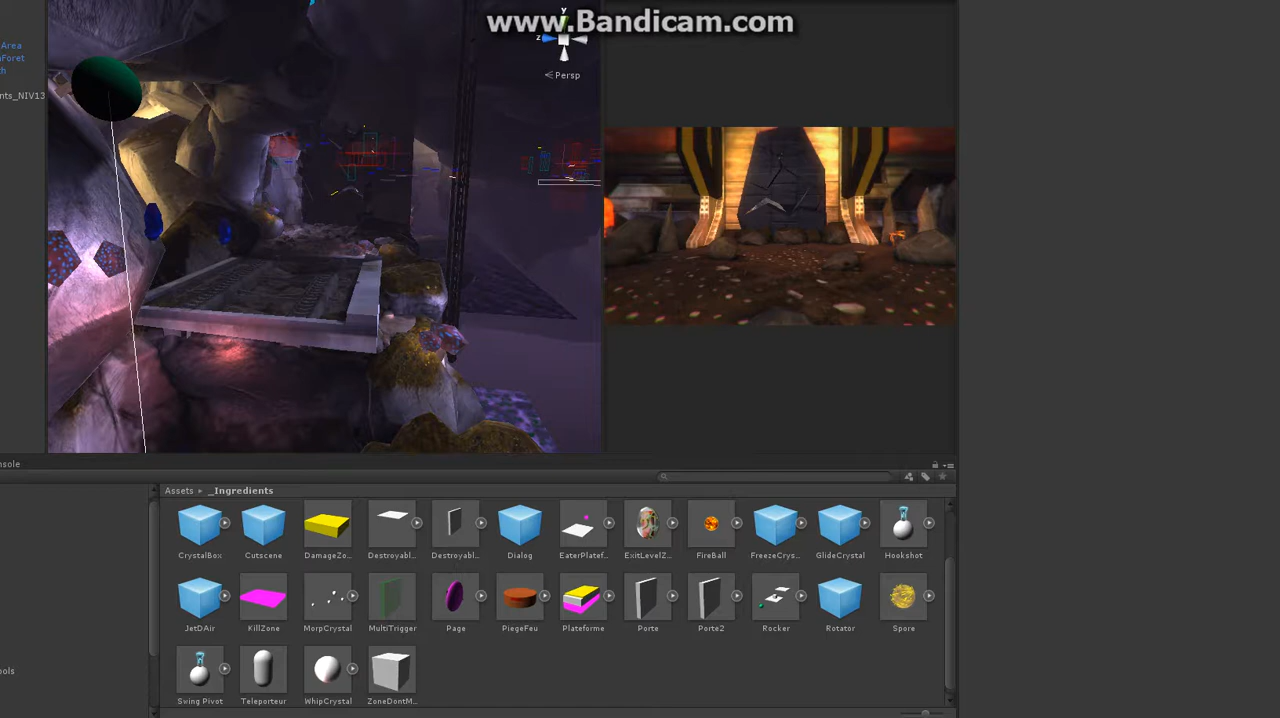 www.Bandicam.com
y
z
Persp
Area
Foret
th
nts_NIV13
nsole
Assets ▸ _Ingredients
CrystalBox Cutscene DamageZo... Destroyabl... Destroyabl... Dialog EaterPlatef... ExitLevelZ... FireBall FreezeCrys... GlideCrystal Hookshot
JetDAir KillZone MorpCrystal MultiTrigger Page PiegeFeu Plateforme Porte Porte2 Rocker Rotator Spore
ools
Swing Pivot Teleporteur WhipCrystal ZoneDontM...